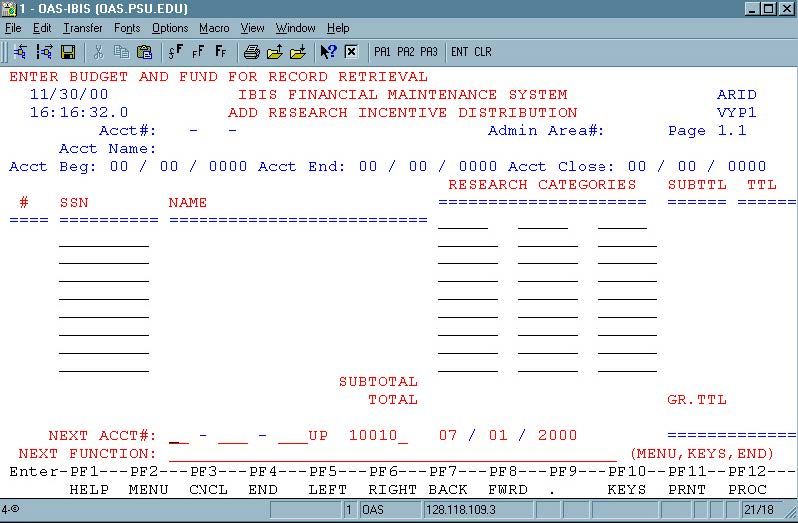 1 - OAS-IBIS (OAS.PSU.EDU)
File Edit Transfer Fonts Options Macro View Window Help
PA1 PA2 PA3 ENT CLR
ENTER BUDGET AND FUND FOR RECORD RETRIEVAL
11/30/00 IBIS FINANCIAL MAINTENANCE SYSTEM ARID
16:16:32.0 ADD RESEARCH INCENTIVE DISTRIBUTION VYP1
Acct#: - - Admin Area#: Page 1.1
Acct Name:
Acct Beg: 00 / 00 / 0000 Acct End: 00 / 00 / 0000 Acct Close: 00 / 00 / 0000
RESEARCH CATEGORIES SUBTTL TTL
# SSN NAME ===================== ====== ======
==== ========== ==========================
SUBTOTAL
TOTAL GR.TTL
NEXT ACCT#: __ - ___ - ___UP 10010_ 07 / 01 / 2000 =============
NEXT FUNCTION: _____________________________________________ (MENU,KEYS,END)
Enter-PF1---PF2---PF3---PF4---PF5---PF6---PF7---PF8---PF9---PF10--PF11--PF12---
HELP MENU CNCL END LEFT RIGHT BACK FWRD . KEYS PRNT PROC
4-© 1 OAS 128.118.109.3 21/18